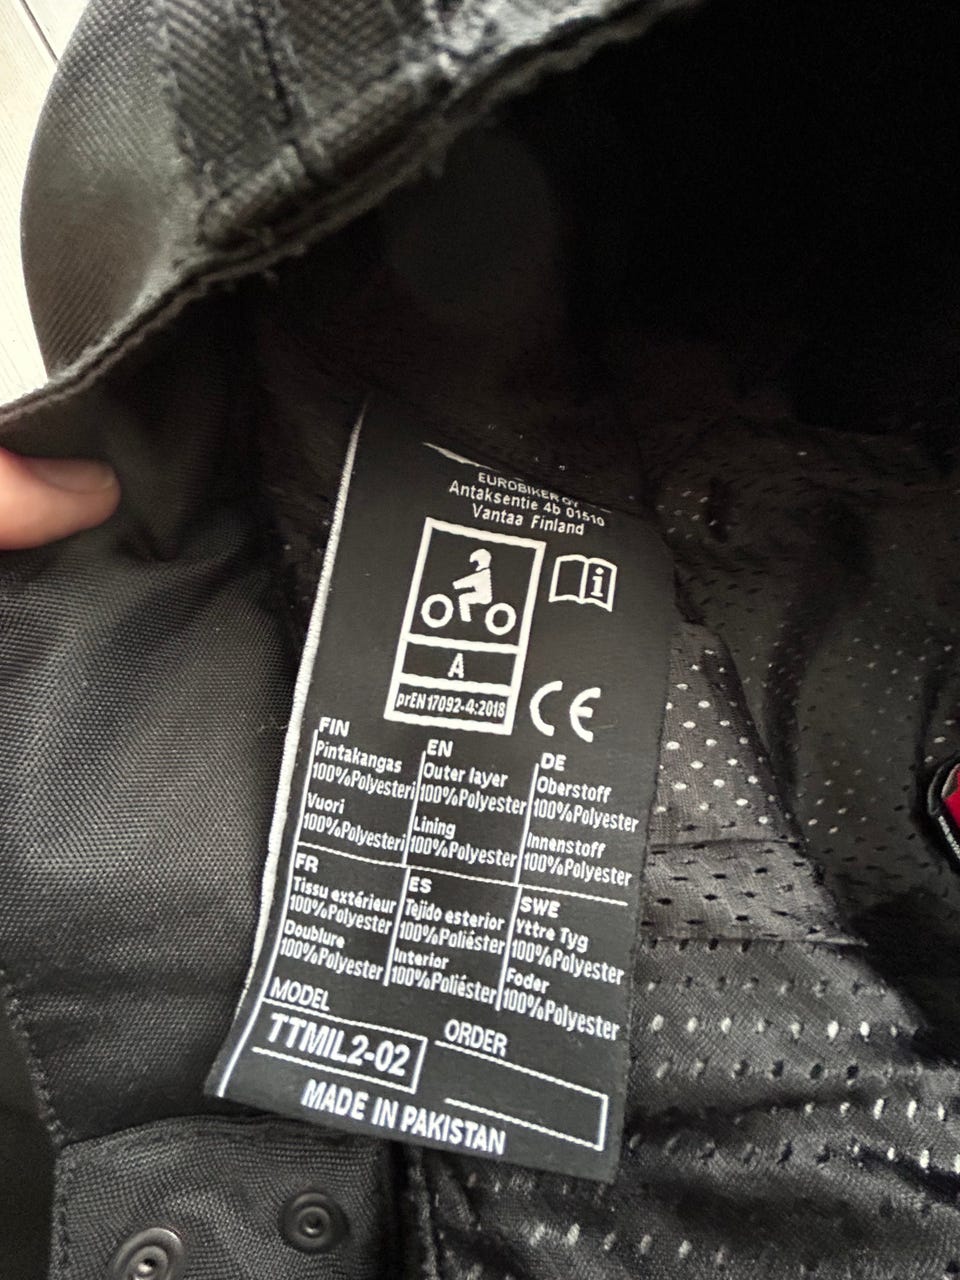 EUROBIKER OY
Antaksentie 4b 01510
Vantaa Finland
i
A
prEN 17092-4:2018
CE
FIN
Pintakangas
100%Polyesteri
Vuori
100%Polyesteri
EN
Outer layer
100%Polyester
Lining
100%Polyester
DE
Oberstoff
100%Polyester
Innenstoff
100%Polyester
FR
Tissu extérieur
100%Polyester
Doublure
100%Polyester
ES
Tejido esterior
100%Poliéster
Interior
100%Poliéster
SWE
Yttre Tyg
100%Polyester
Foder
100%Polyester
MODEL
TTMIL2-02
ORDER
MADE IN PAKISTAN